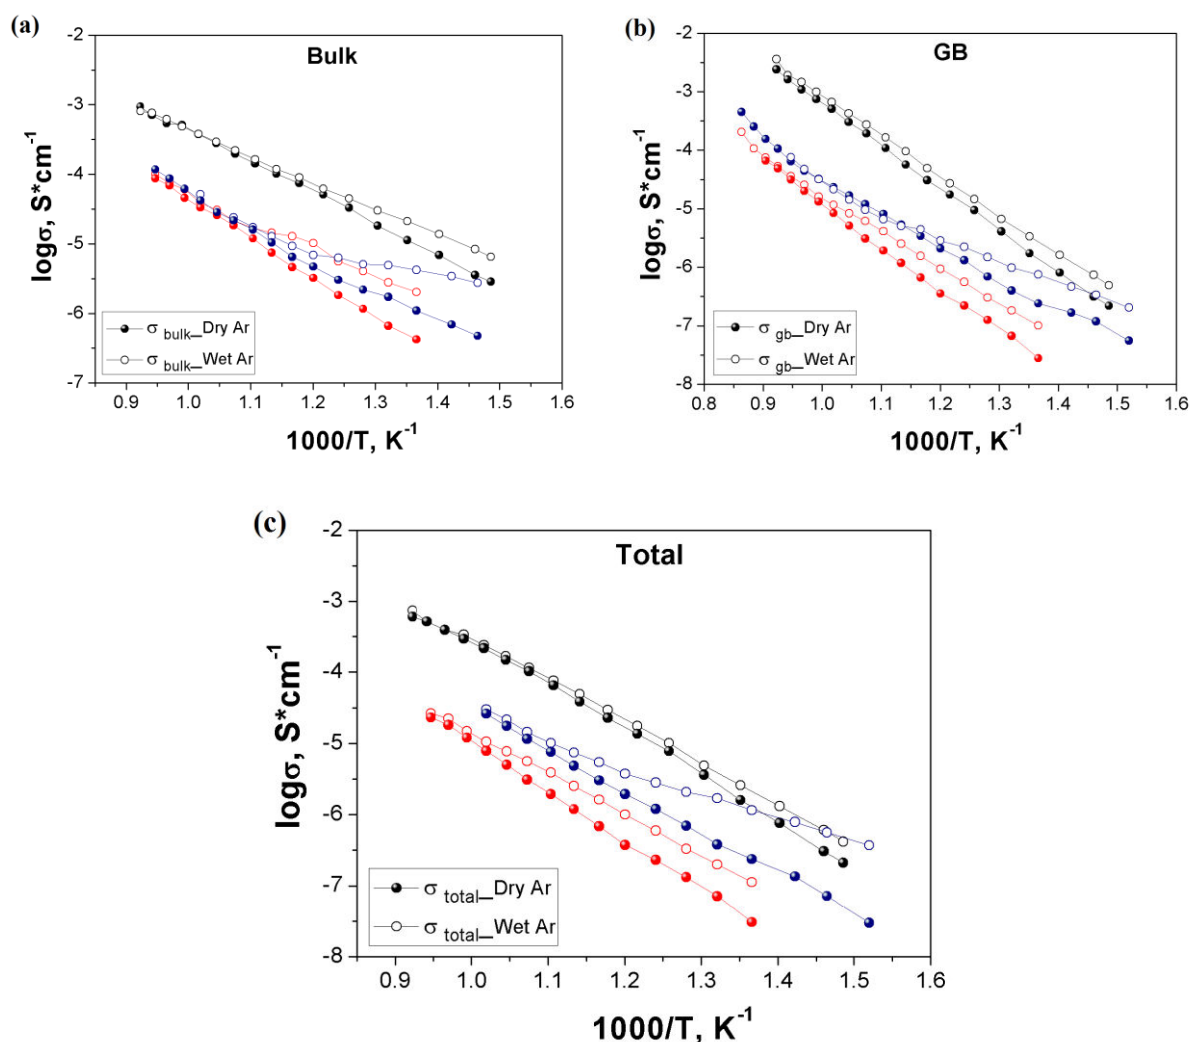 (a)
Bulk
-2
-3
-4
-5
-6
-7
logσ, S*cm⁻¹
σ bulk_Dry Ar
σ bulk_Wet Ar
0.9 1.0 1.1 1.2 1.3 1.4 1.5 1.6
1000/T, K⁻¹
(b)
GB
-2
-3
-4
-5
-6
-7
-8
logσ, S*cm⁻¹
σ gb_Dry Ar
σ gb_Wet Ar
0.8 0.9 1.0 1.1 1.2 1.3 1.4 1.5 1.6
1000/T, K⁻¹
(c)
Total
-2
-3
-4
-5
-6
-7
-8
logσ, S*cm⁻¹
σ total_Dry Ar
σ total_Wet Ar
0.9 1.0 1.1 1.2 1.3 1.4 1.5 1.6
1000/T, K⁻¹